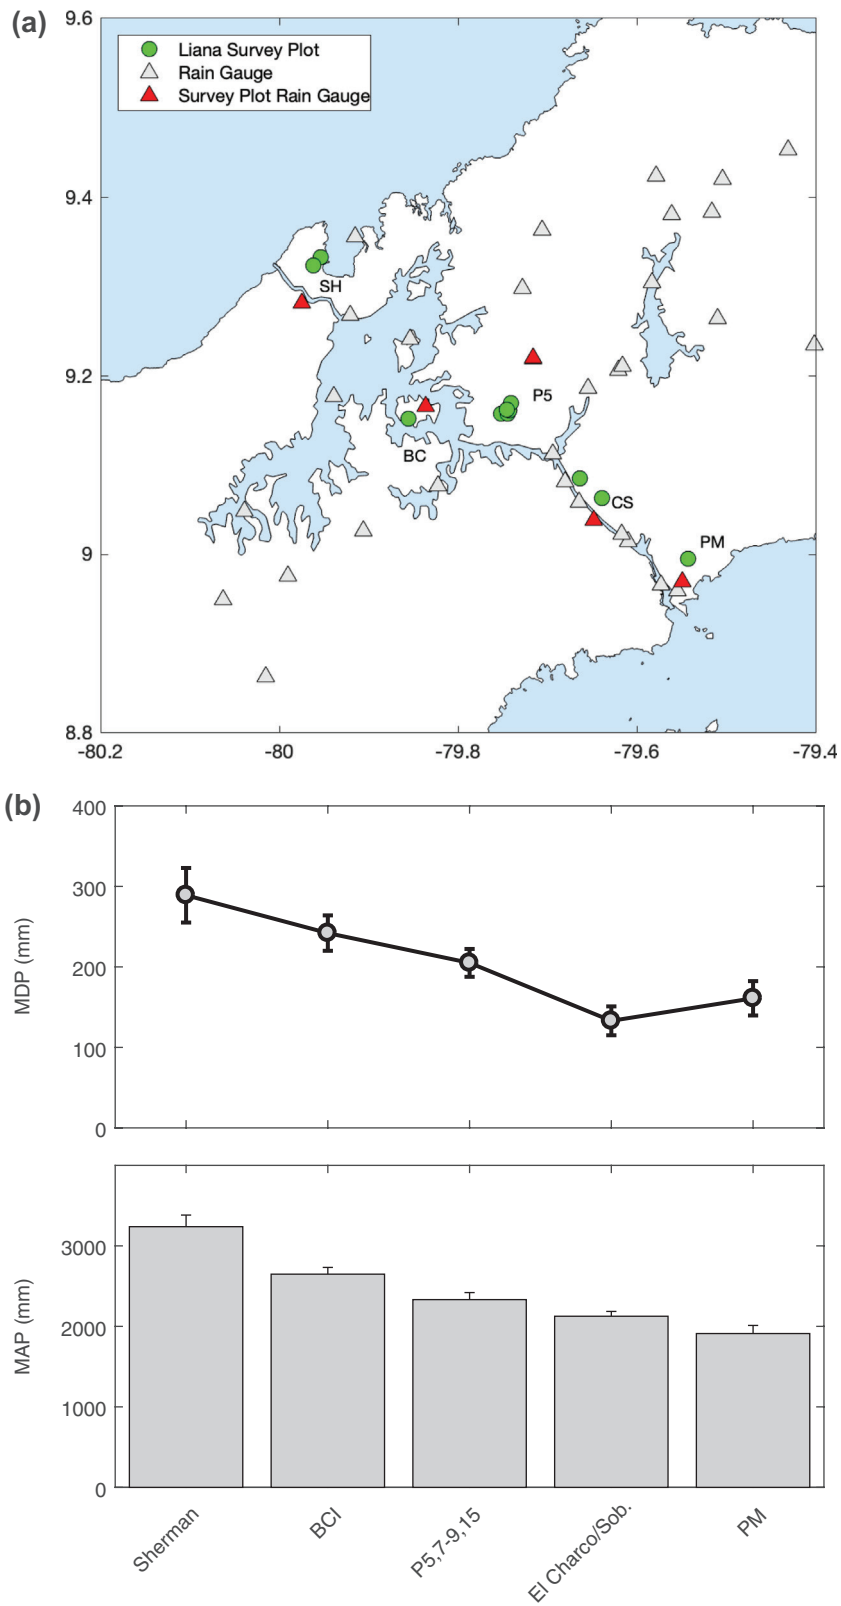 (a)
9.6
Liana Survey Plot
Rain Gauge
Survey Plot Rain Gauge
9.4
SH
9.2
P5
BC
CS
PM
9
8.8
-80.2 -80 -79.8 -79.6 -79.4
(b)
400
300
200
100
0
MDP (mm)
3000
2000
1000
0
MAP (mm)
Sherman
BCI
P5,7-9,15
El Charco/Sob.
PM